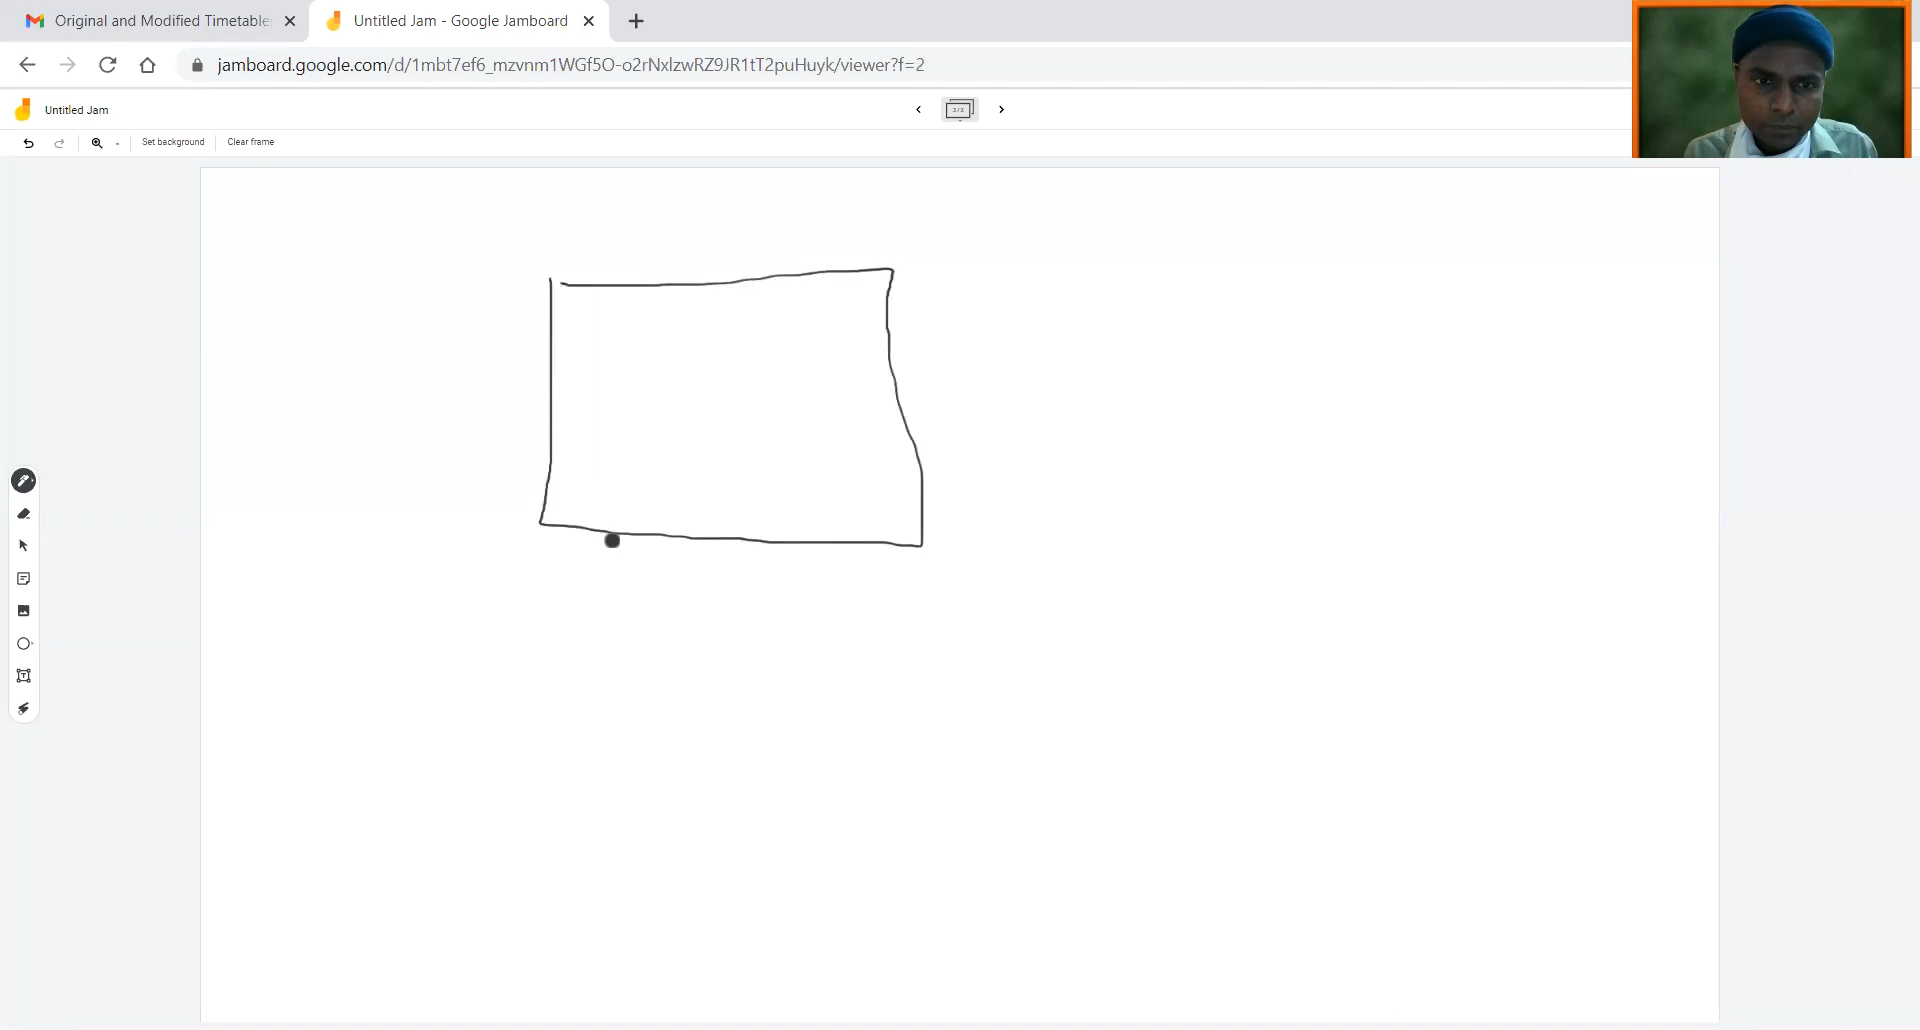 Original and Modified Timetable
Untitled Jam - Google Jamboard
jamboard.google.com/d/1mbt7ef6_mzvnm1WGf5O-o2rNxlzwRZ9JR1tT2puHuyk/viewer?f=2
Untitled Jam
Set background
Clear frame